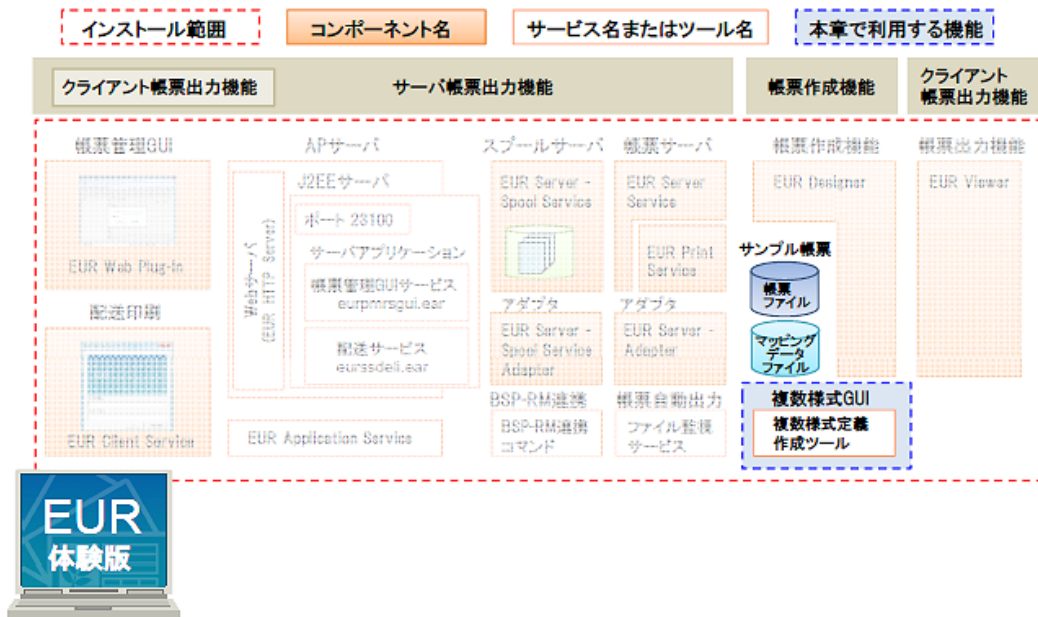 インストール範囲
コンポーネント名
サービス名またはツール名
本章で利用する機能
クライアント帳票出力機能
サーバ帳票出力機能
帳票作成機能
クライアント
帳票出力機能
帳票管理GUI
EUR Web Plug-In
配送印刷
EUR Client Service
APサーバ
J2EEサーバ
Webサーバ
(EUR HTTP Server)
ポート 23100
サーバアプリケーション
帳票管理GUIサービス
eurpmrsgui.ear
配送サービス
eurssdeli.ear
EUR Application Service
スプールサーバ
EUR Server -
Spool Service
アダプタ
EUR Server -
Spool Service
Adapter
BSP-RM連携
BSP-RM連携
コマンド
帳票サーバ
EUR Server
Service
EUR Print
Service
アダプタ
EUR Server -
Adapter
帳票自動出力
ファイル監視
サービス
帳票作成機能
EUR Designer
サンプル帳票
帳票
ファイル
マッピング
データ
ファイル
複数様式GUI
複数様式定義
作成ツール
帳票出力機能
EUR Viewer
EUR
体験版